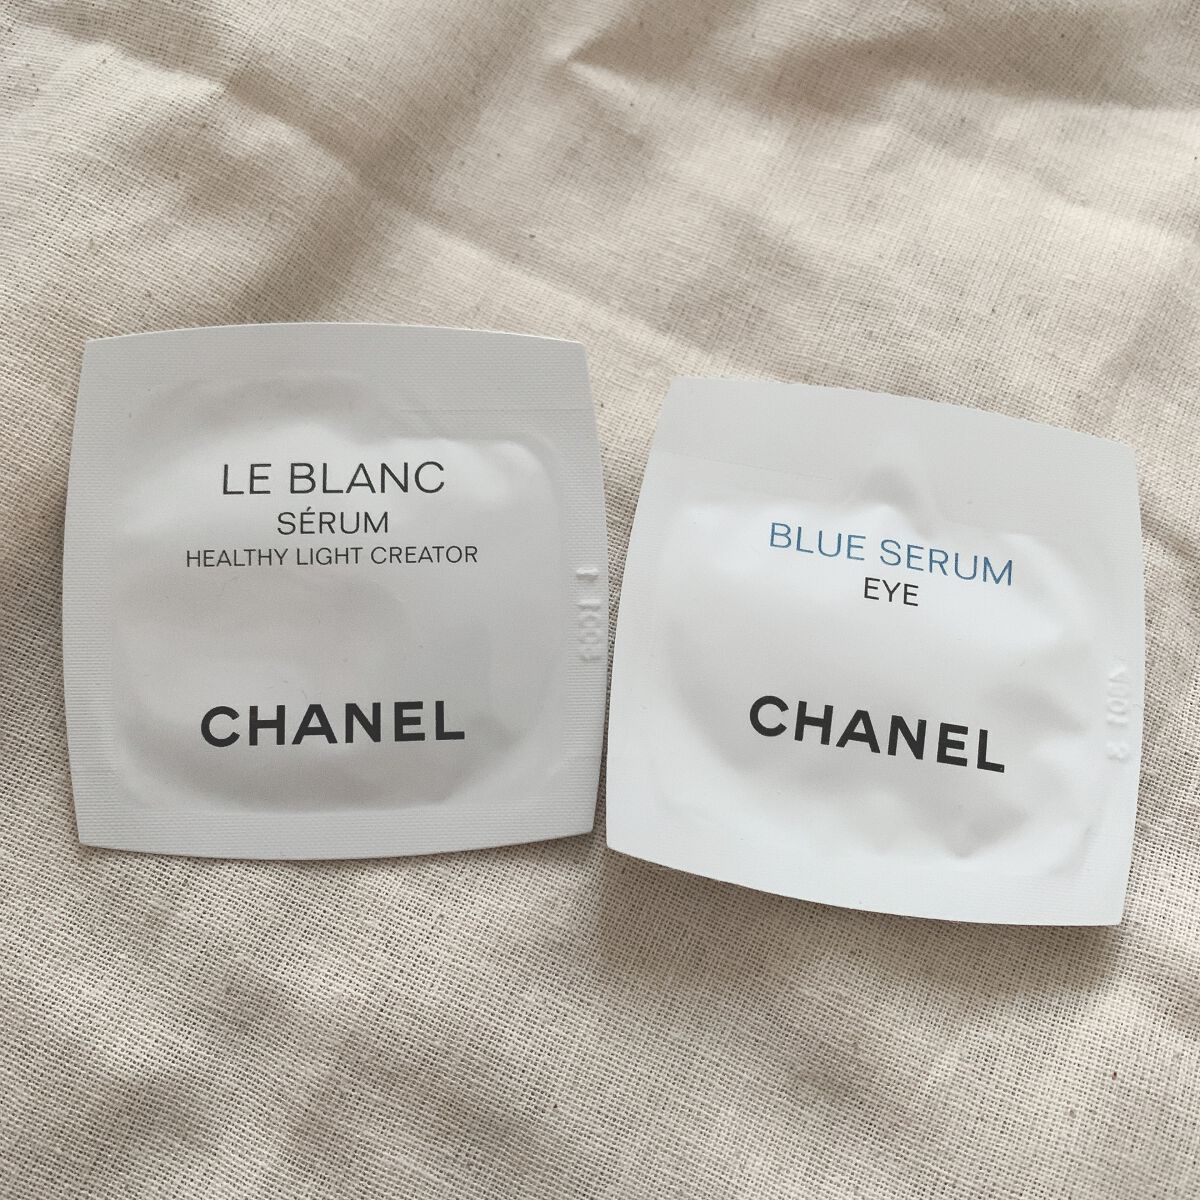 LE BLANC
SÉRUM
HEALTHY LIGHT CREATOR
CHANEL
BLUE SERUM
EYE
CHANEL